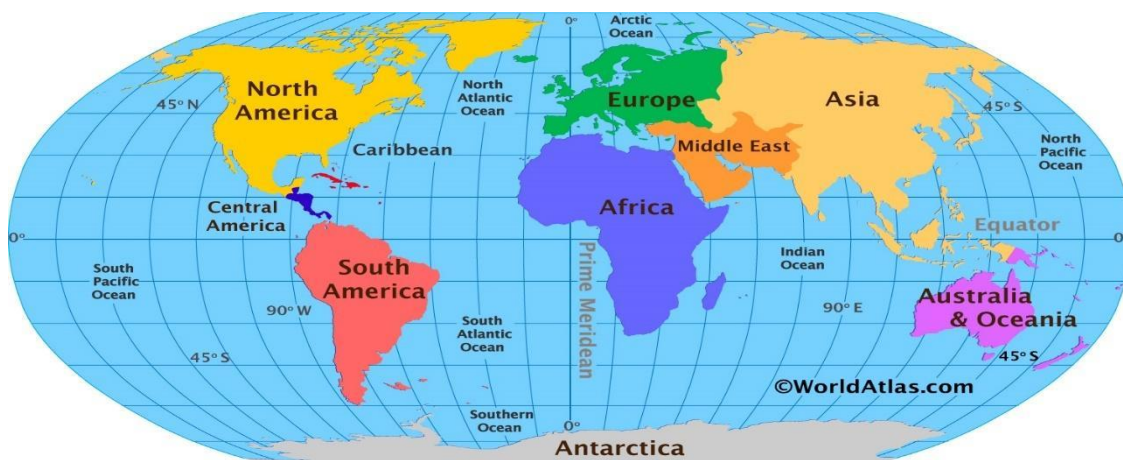 Arctic
Ocean
0°
North
America
45° N
North
Atlantic
Ocean
Europe
Asia
45° S
North
Pacific
Ocean
Caribbean
Middle East
Central
America
Africa
Equator
0°
0°
South
Pacific
Ocean
South
America
Prime Meridean
Indian
Ocean
90° W
90° E
Australia
& Oceania
South
Atlantic
Ocean
45° S
45° S
©WorldAtlas.com
Southern
Ocean
0°
Antarctica